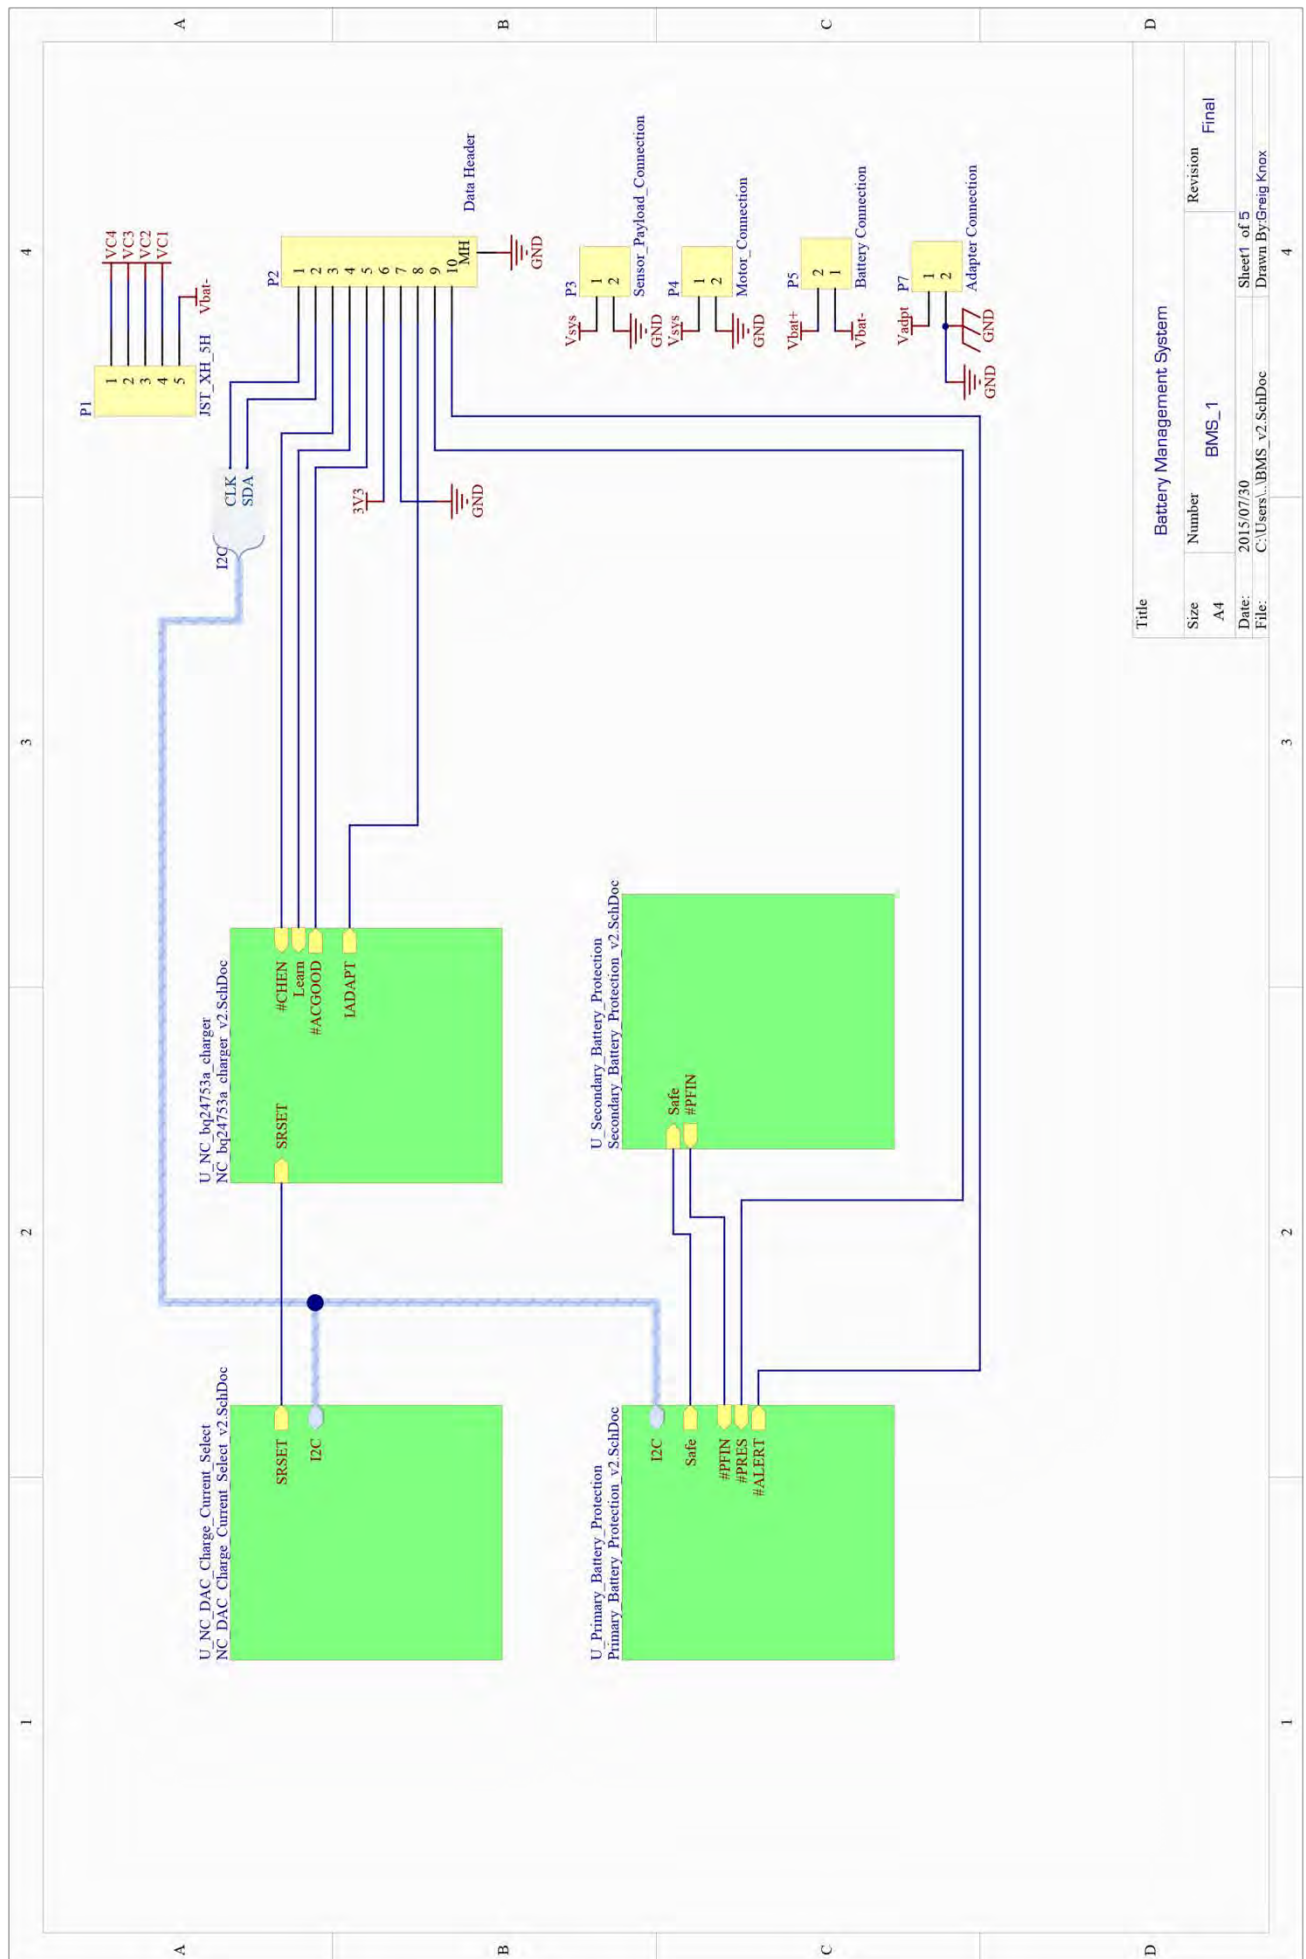 1
2
3
4
A
A
B
B
C
C
D
D
1
2
3
4
U_NC_DAC_Charge_Current_Select
NC_DAC_Charge_Current_Select_v2.SchDoc
SRSET
I2C
U_NC_bq24753a_charger
NC_bq24753a_charger_v2.SchDoc
SRSET
#CHEN
Learn
#ACGOOD
IADAPT
I2C
CLK
SDA
P1
1
2
3
4
5
JST_XH_5H
VC4
VC3
VC2
VC1
Vbat-
P2
1
2
3
4
5
6
7
8
9
10
MH
Data Header
GND
3V3
GND
U_Primary_Battery_Protection
Primary_Battery_Protection_v2.SchDoc
I2C
Safe
#PFIN
#PRES
#ALERT
U_Secondary_Battery_Protection
Secondary_Battery_Protection_v2.SchDoc
Safe
#PFIN
P3
Vsys
1
2
GND
Sensor_Payload_Connection
P4
Vsys
1
2
GND
Motor_Connection
P5
Vbat+
2
1
Vbat-
Battery Connection
P7
Vadpt
1
2
GND
GND
Adapter Connection
Title
Battery Management System
Size
A4
Number
BMS_1
Revision
Final
Date: 2015/07/30
Sheet1 of 5
File: C:\Users\..\BMS_v2.SchDoc
Drawn By:Greig Knox